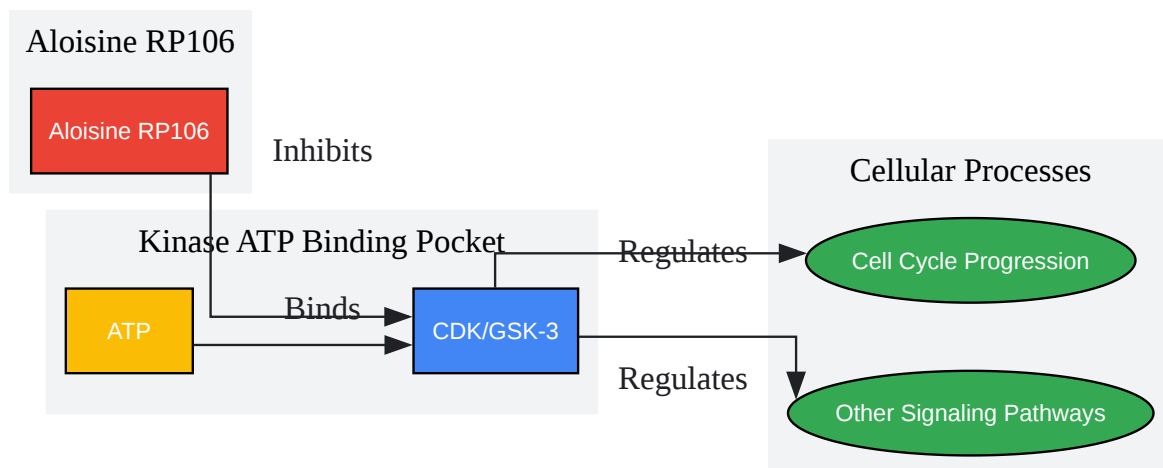 Aloisine RP106
Aloisine RP106
Inhibits
Kinase ATP Binding Pocket
Binds
ATP
CDK/GSK-3
Regulates
Regulates
Cellular Processes
Cell Cycle Progression
Other Signaling Pathways